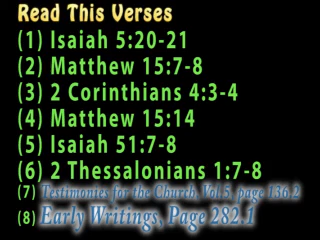 Read This Verses
(1) Isaiah 5:20-21
(2) Matthew 15:7-8
(3) 2 Corinthians 4:3-4
(4) Matthew 15:14
(5) Isaiah 51:7-8
(6) 2 Thessalonians 1:7-8
(7) Testimonies for the Church, Vol 5, page 136.2
(8) Early Writings, Page 282.1